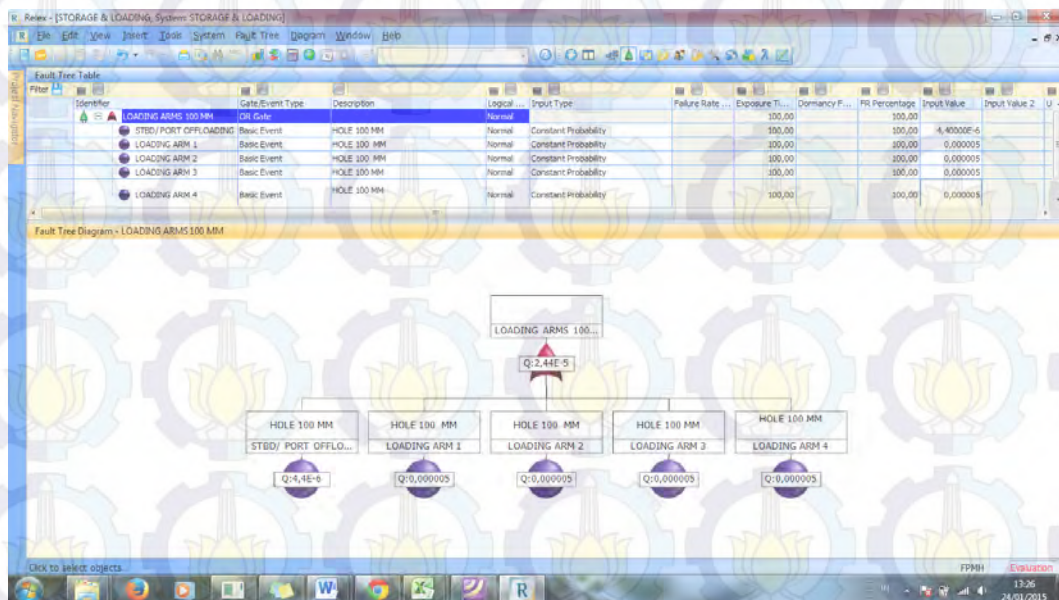 Relex - [STORAGE & LOADING, Systems STORAGE & LOADING]
File Edit View Insert Tools System Fault Tree Diagram Window Help
Project Navigator
Fault Tree Table
Filter
Identifier Gate/Event Type Description Logical ... Input Type Failure Rate ... Exposure Ti... Dormancy F... FR Percentage Input Value Input Value 2 U
LOADING ARMS 100 MM OR Gate Normal 100,00 100,00
STBD/ PORT OFFLOADING Basic Event HOLE 100 MM Normal Constant Probability 100,00 100,00 4,40000E-6
LOADING ARM 1 Basic Event HOLE 100 MM Normal Constant Probability 100,00 100,00 0,000005
LOADING ARM 2 Basic Event HOLE 100 MM Normal Constant Probability 100,00 100,00 0,000005
LOADING ARM 3 Basic Event HOLE 100 MM Normal Constant Probability 100,00 100,00 0,000005
LOADING ARM 4 Basic Event HOLE 100 MM Normal Constant Probability 100,00 100,00 0,000005
Fault Tree Diagram - LOADING ARMS 100 MM
LOADING ARMS 100...
Q:2,44E-5
HOLE 100 MM HOLE 100 MM HOLE 100 MM HOLE 100 MM HOLE 100 MM
STBD/ PORT OFFLO... LOADING ARM 1 LOADING ARM 2 LOADING ARM 3 LOADING ARM 4
Q:4,4E-6 Q:0,000005 Q:0,000005 Q:0,000005 Q:0,000005
Click to select objects... FPMH Evaluation
13:26
24/01/2015